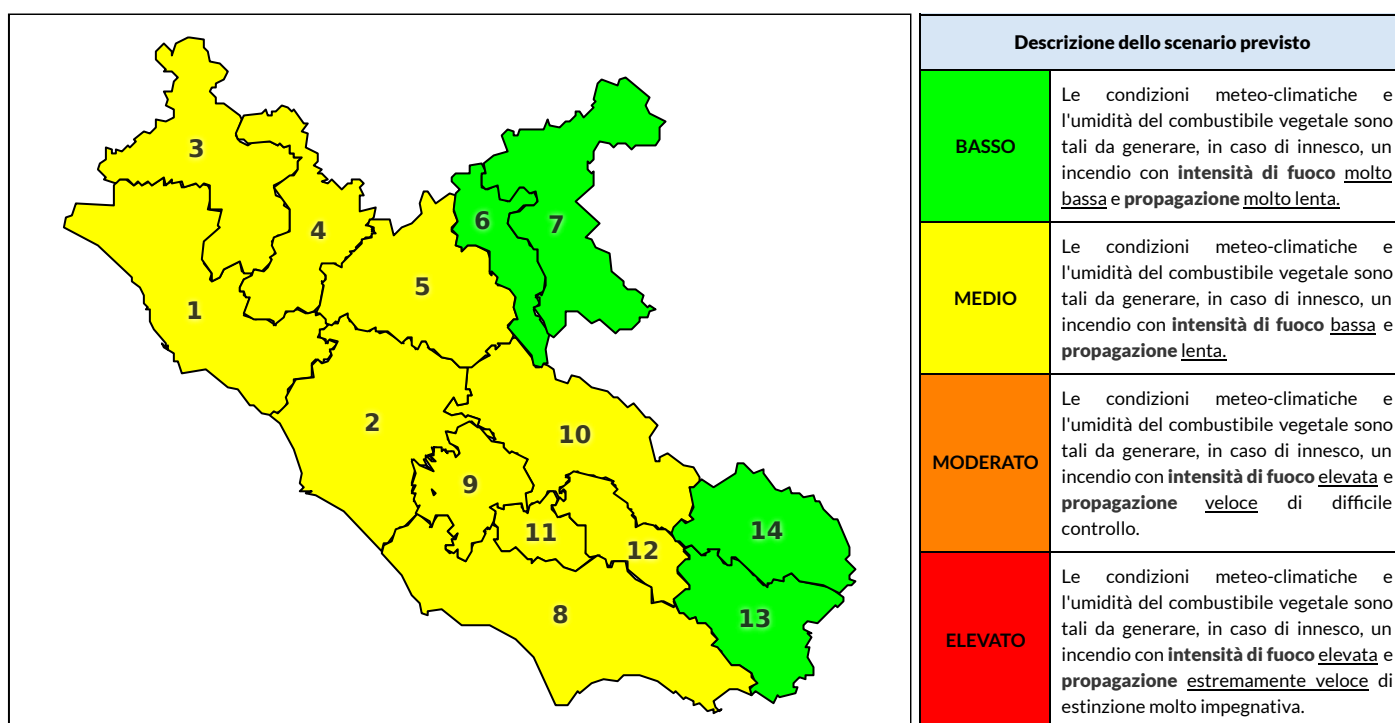 3
4
6
7
5
1
2
10
9
14
11
12
8
13
Descrizione dello scenario previsto
BASSO
Le condizioni meteo-climatiche e
l'umidità del combustibile vegetale sono
tali da generare, in caso di innesco, un
incendio con intensità di fuoco molto
bassa e propagazione molto lenta.
MEDIO
Le condizioni meteo-climatiche e
l'umidità del combustibile vegetale sono
tali da generare, in caso di innesco, un
incendio con intensità di fuoco bassa e
propagazione lenta.
MODERATO
Le condizioni meteo-climatiche e
l'umidità del combustibile vegetale sono
tali da generare, in caso di innesco, un
incendio con intensità di fuoco elevata e
propagazione veloce di difficile
controllo.
ELEVATO
Le condizioni meteo-climatiche e
l'umidità del combustibile vegetale sono
tali da generare, in caso di innesco, un
incendio con intensità di fuoco elevata e
propagazione estremamente veloce di
estinzione molto impegnativa.